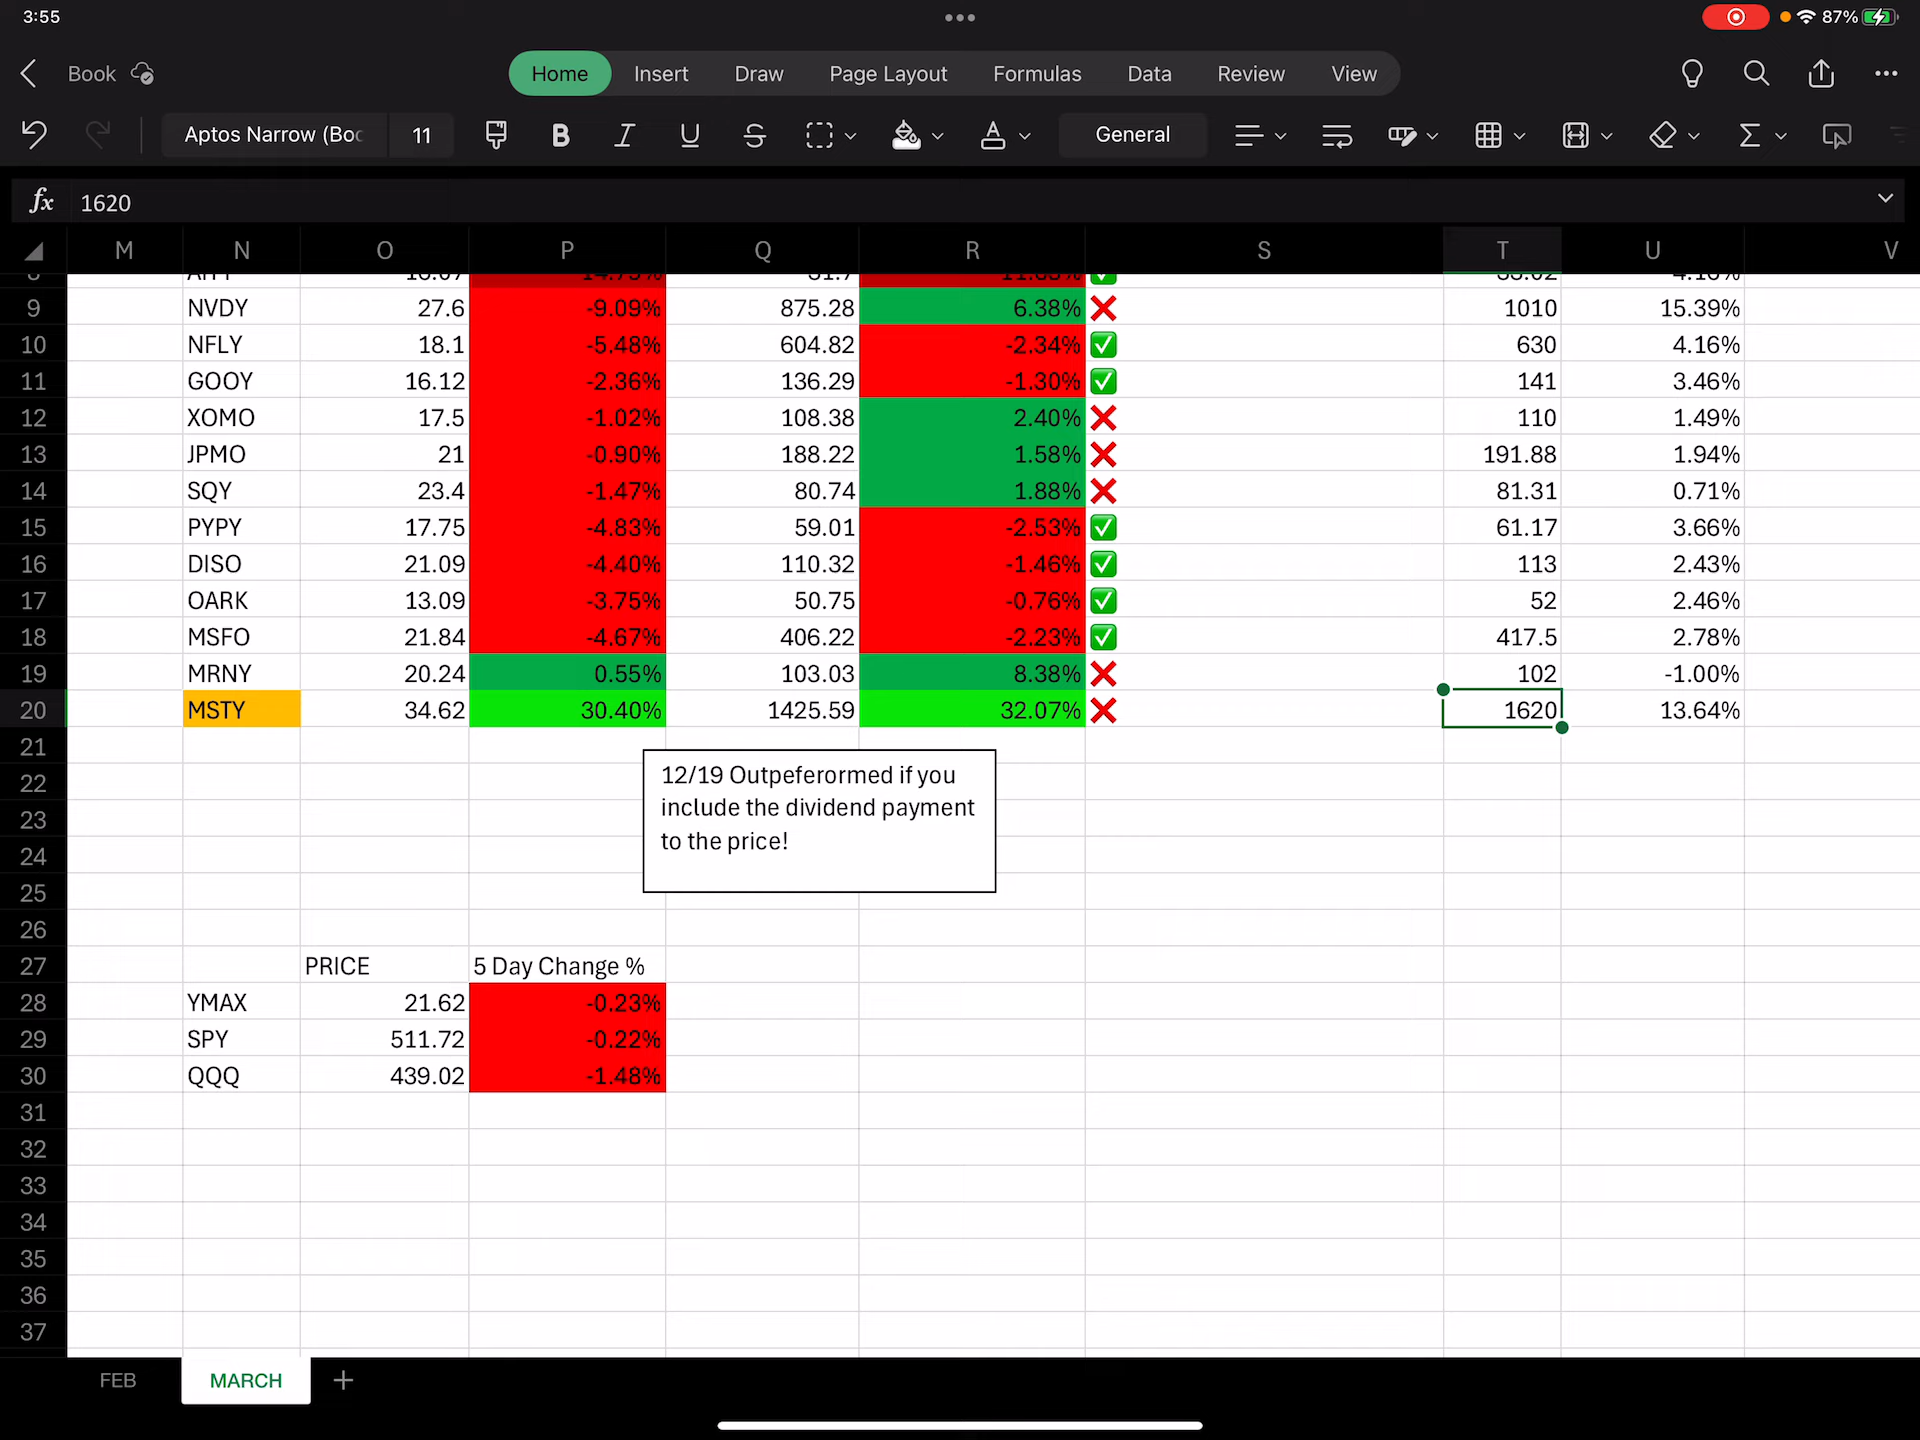 3:55
87%
Book
Home Insert Draw Page Layout Formulas Data Review View
Aptos Narrow (Boc 11 B I U S A General Σ
fx 1620
M N O P Q R S T U V
9 NVDY 27.6 -9.09% 875.28 6.38% ❌ 1010 15.39%
10 NFLY 18.1 -5.48% 604.82 -2.34% ✅ 630 4.16%
11 GOOY 16.12 -2.36% 136.29 -1.30% ✅ 141 3.46%
12 XOMO 17.5 -1.02% 108.38 2.40% ❌ 110 1.49%
13 JPMO 21 -0.90% 188.22 1.58% ❌ 191.88 1.94%
14 SQY 23.4 -1.47% 80.74 1.88% ❌ 81.31 0.71%
15 PYPY 17.75 -4.83% 59.01 -2.53% ✅ 61.17 3.66%
16 DISO 21.09 -4.40% 110.32 -1.46% ✅ 113 2.43%
17 OARK 13.09 -3.75% 50.75 -0.76% ✅ 52 2.46%
18 MSFO 21.84 -4.67% 406.22 -2.23% ✅ 417.5 2.78%
19 MRNY 20.24 0.55% 103.03 8.38% ❌ 102 -1.00%
20 MSTY 34.62 30.40% 1425.59 32.07% ❌ 1620 13.64%
21
22
23
24
25
26
12/19 Outpeferormed if you
include the dividend payment
to the price!
27 PRICE 5 Day Change %
28 YMAX 21.62 -0.23%
29 SPY 511.72 -0.22%
30 QQQ 439.02 -1.48%
31
32
33
34
35
36
37
FEB MARCH +